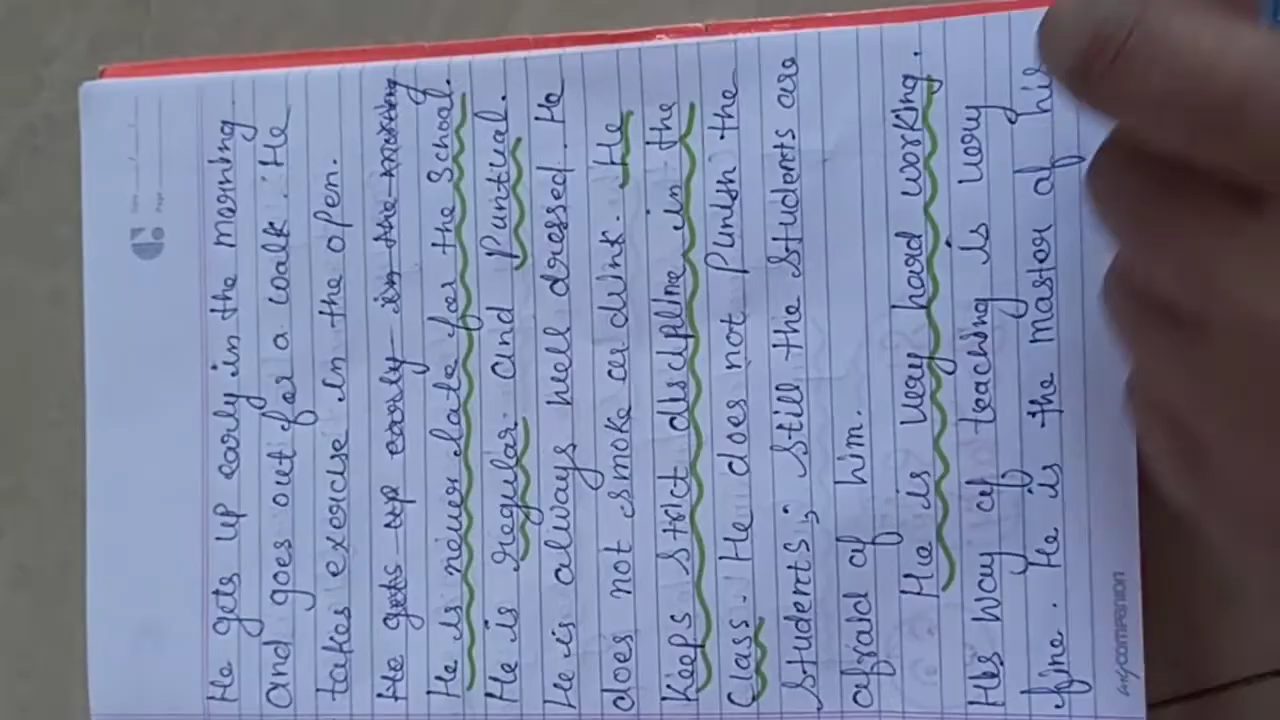 He gets up early in the morning
and goes out for a walk. He
takes exercise in the open.
He gets up early in the morning
He is never late for the School.
He is regular and Puntual.
He is always well dressed. He
does not smoke or drink. He
Keeps strict discipline in the
Class. He does not Punish the
students; still the students are
afraid of him.
He is very hard working.
His way of teaching is very
fine. He is the master of his
Date
Page
mycompanion